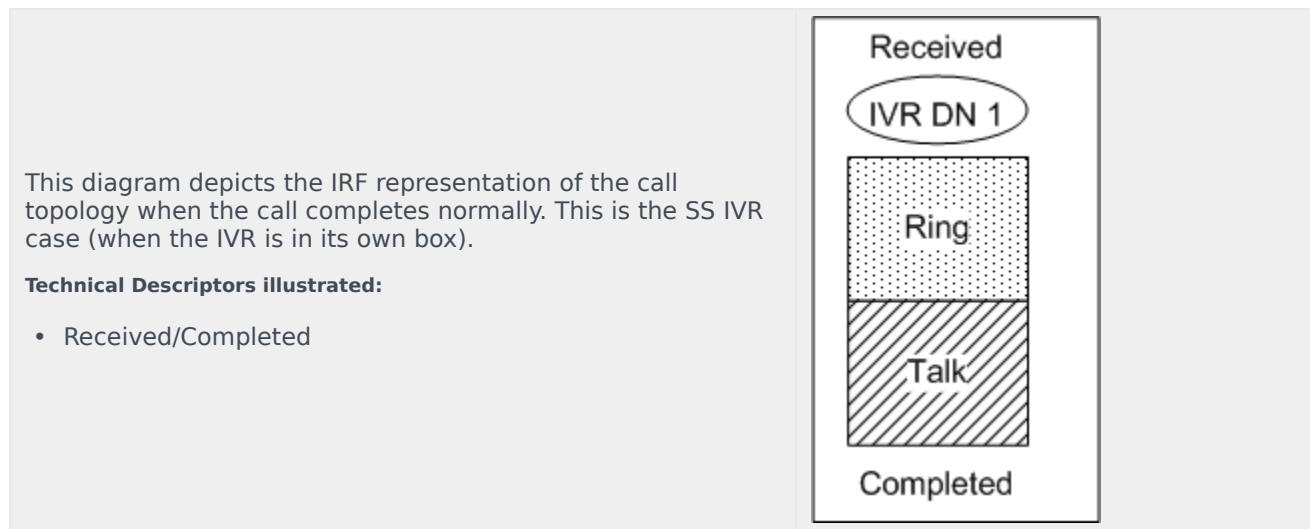 This diagram depicts the IRF representation of the call
topology when the call completes normally. This is the SS IVR
case (when the IVR is in its own box).
Technical Descriptors illustrated:
• Received/Completed
Received
IVR DN 1
Ring
Talk
Completed